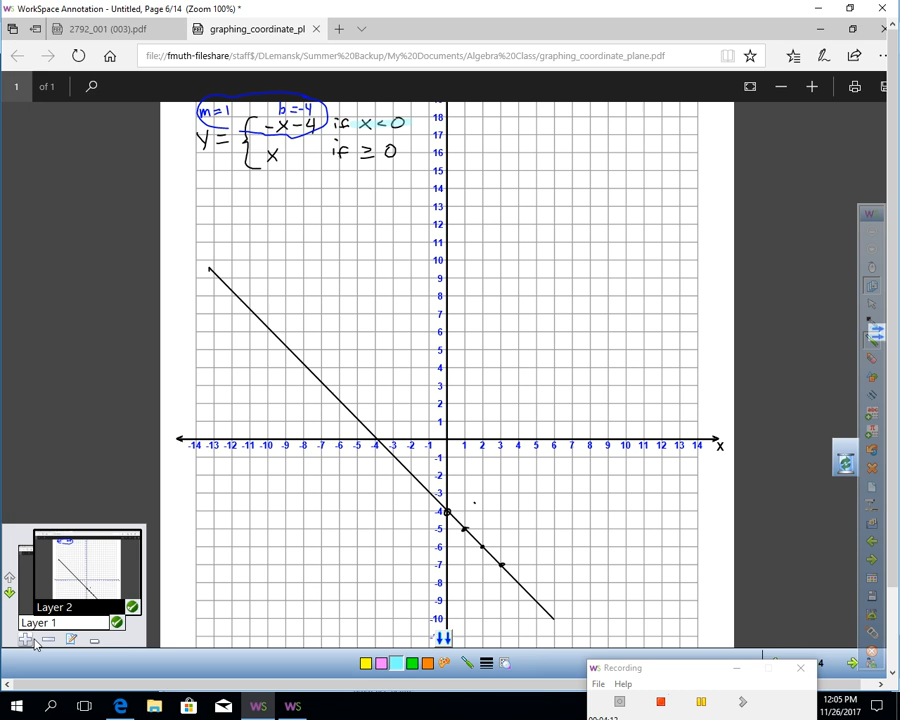 WorkSpace Annotation - Untitled, Page 6/14 (Zoom 100%) *
2792_001 (003).pdf
graphing_coordinate_pl
file://fmuth-fileshare/staff$/DLemansk/Summer%20Backup/My%20Documents/Algebra%20Class/graphing_coordinate_plane.pdf
1 of 1
m=1 b=-4
y = { -x-4 if x<0
x if ≥ 0
18
17
16
15
14
13
12
11
10
9
8
7
6
5
4
3
2
1
-14 -13 -12 -11 -10 -9 -8 -7 -6 -5 -4 -3 -2 -1 1 2 3 4 5 6 7 8 9 10 11 12 13 14 X
-1
-2
-3
-4
-5
-6
-7
-8
-9
-10
Layer 2
Layer 1
WS Recording
File Help
00:04:13
12:05 PM
11/26/2017